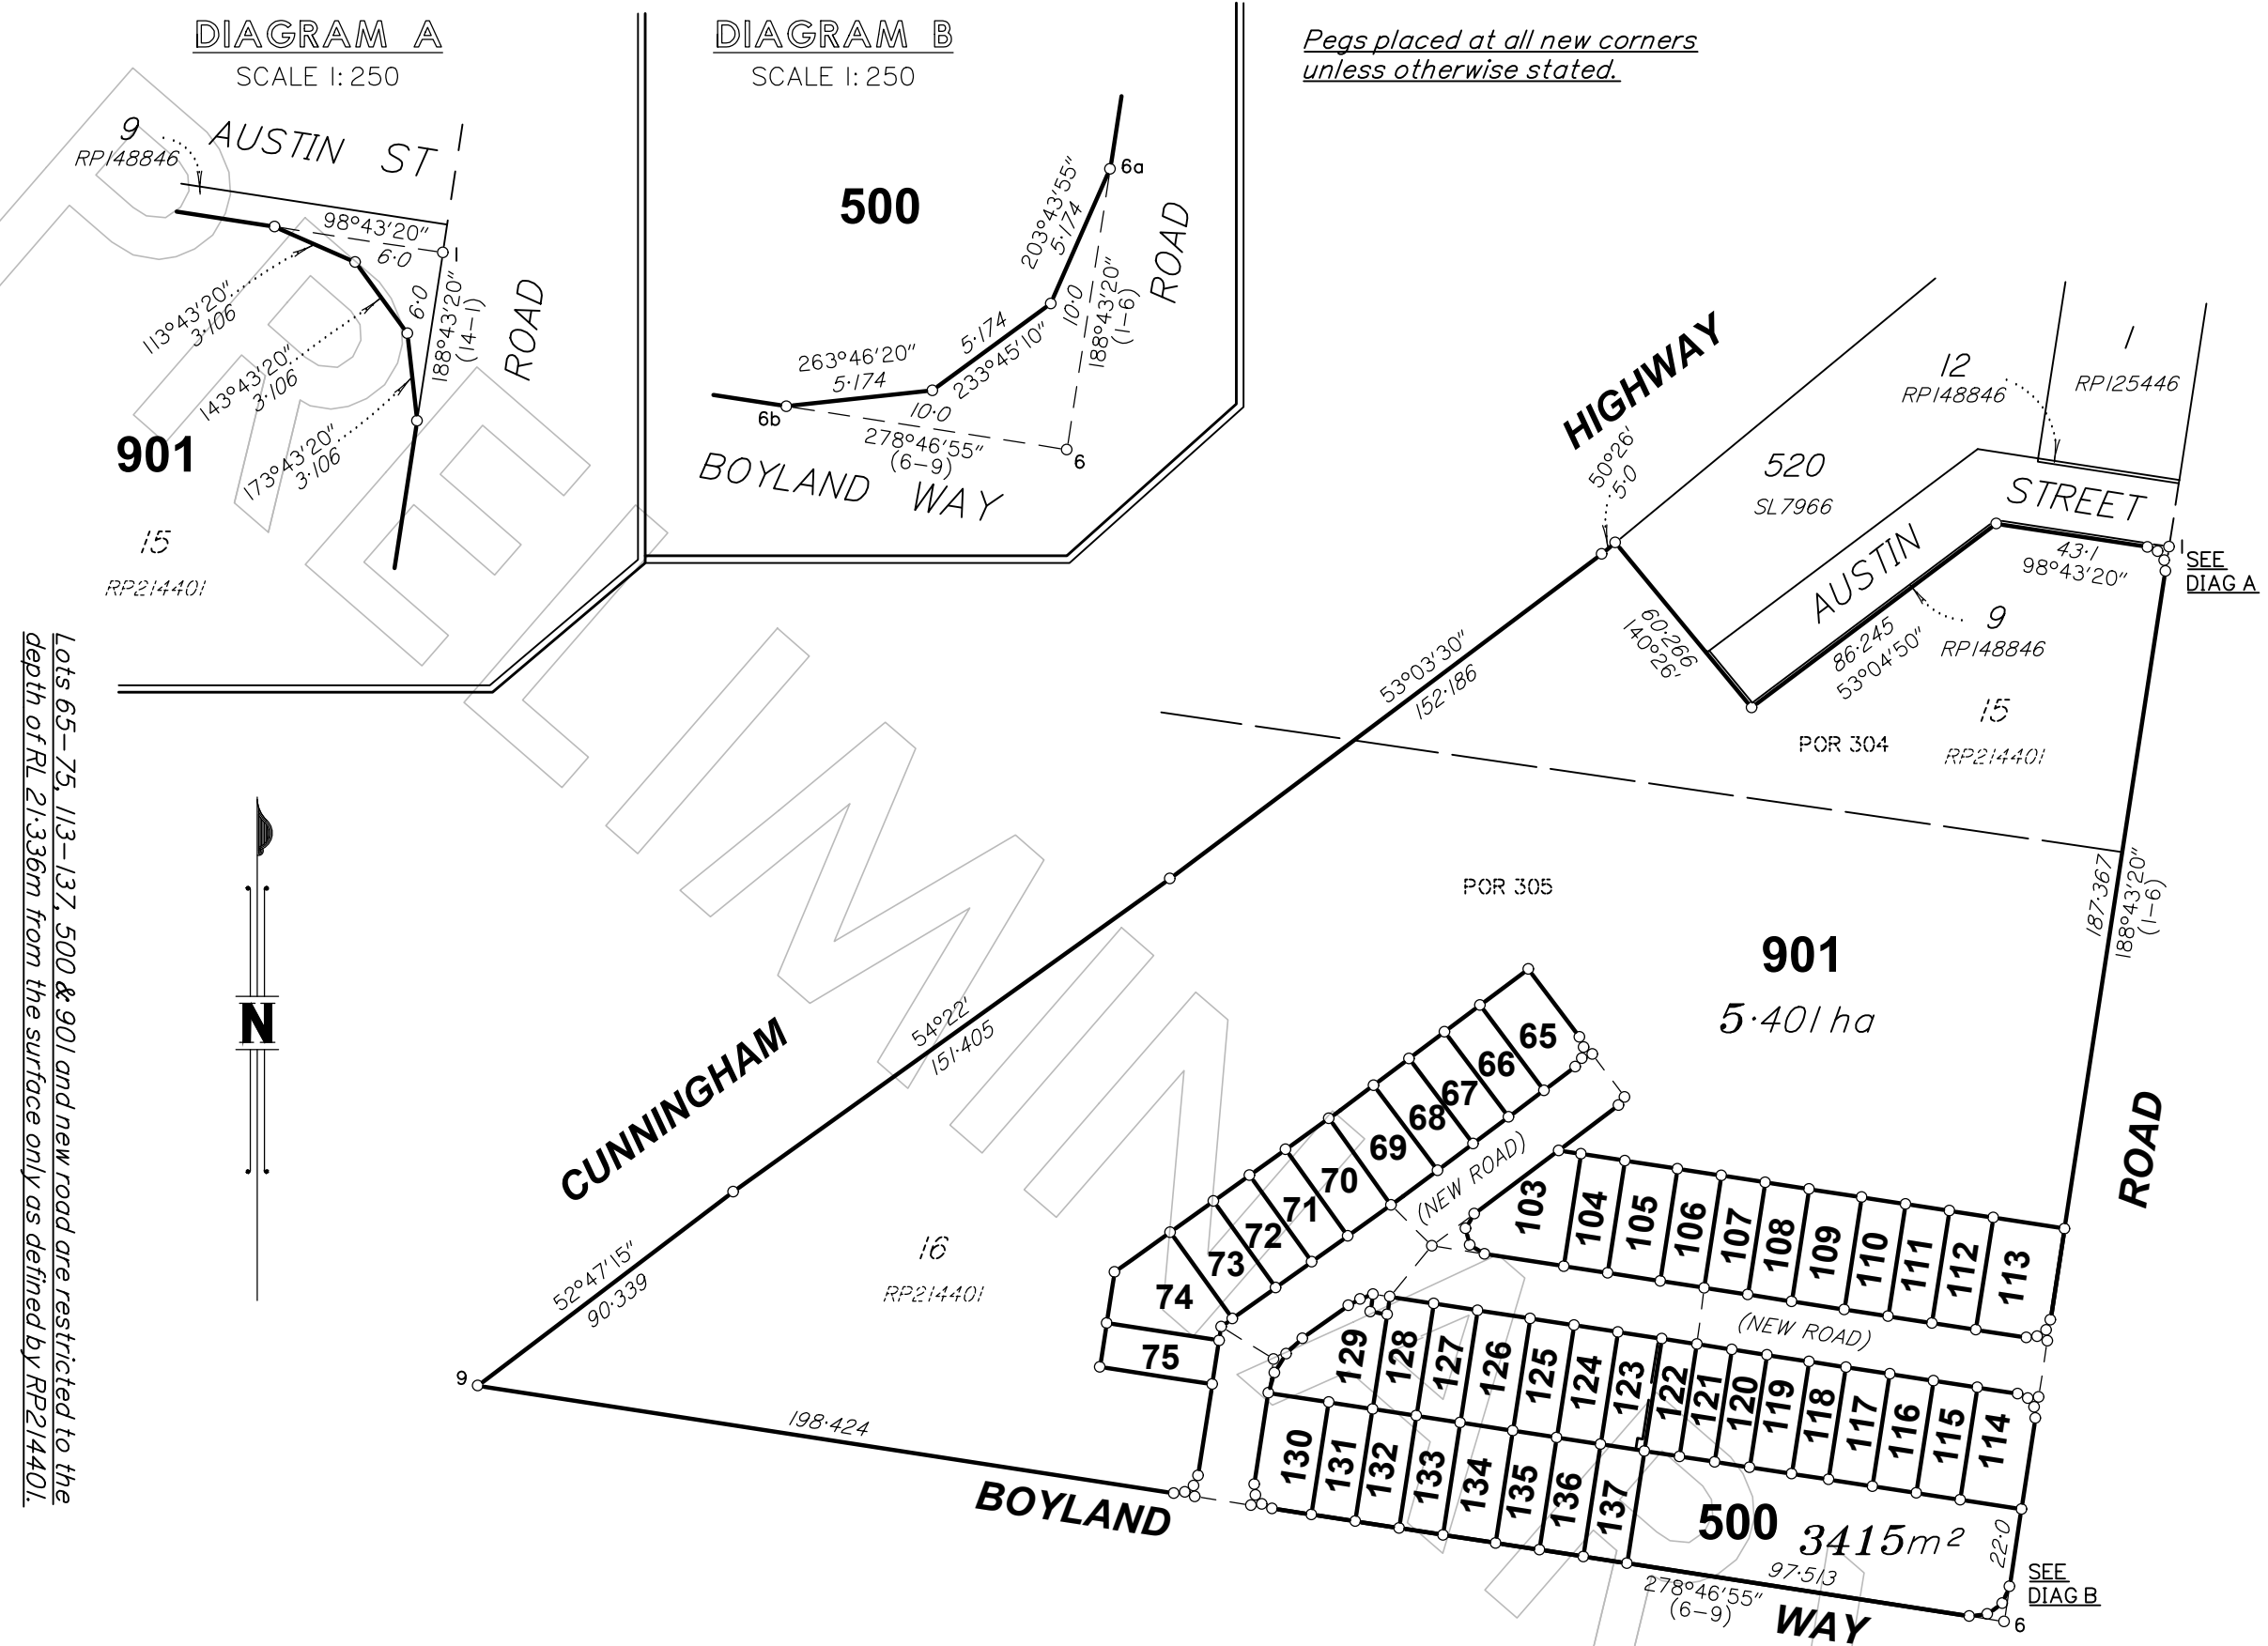 DIAGRAM A
SCALE 1:250
9
RP148846
AUSTIN ST
98°43'20"
6·0
1
6·0
188°43'20"
(14-1)
ROAD
113°43'20"
3·106
143°43'20"
3·106
173°43'20"
3·106
901
15
RP214401
DIAGRAM B
SCALE 1:250
500
6a
203°43'55"
5·174
ROAD
10·0
188°43'20"
(1-6)
5·174
233°45'10"
263°46'20"
5·174
6b
10·0
278°46'55"
(6-9)
6
BOYLAND WAY
Pegs placed at all new corners
unless otherwise stated.
HIGHWAY
50°26'
5·0
12
RP148846
1
RP125446
520
SL7966
AUSTIN STREET
43·1
98°43'20"
1
SEE
DIAG A
60·266
140°26'
86·245
53°04'50"
9
RP148846
15
RP214401
POR 304
53°03'30"
152·186
POR 305
187·367
188°43'20"
(1-6)
901
5·401 ha
ROAD
54°22'
151·405
CUNNINGHAM
52°47'15"
90·339
16
RP214401
9
198·424
BOYLAND
65
66
67
68
69
70
71
72
73
74
75
(NEW ROAD)
103
104
105
106
107
108
109
110
111
112
113
(NEW ROAD)
129
128
127
126
125
124
123
122
121
120
119
118
117
116
115
114
130
131
132
133
134
135
136
137
500
3415m²
22·0
97·513
278°46'55"
(6-9)
WAY
SEE
DIAG B
6
N
Lots 65-75, 113-137, 500 & 901 and new road are restricted to the
depth of RL 21·336m from the surface only as defined by RP214401.